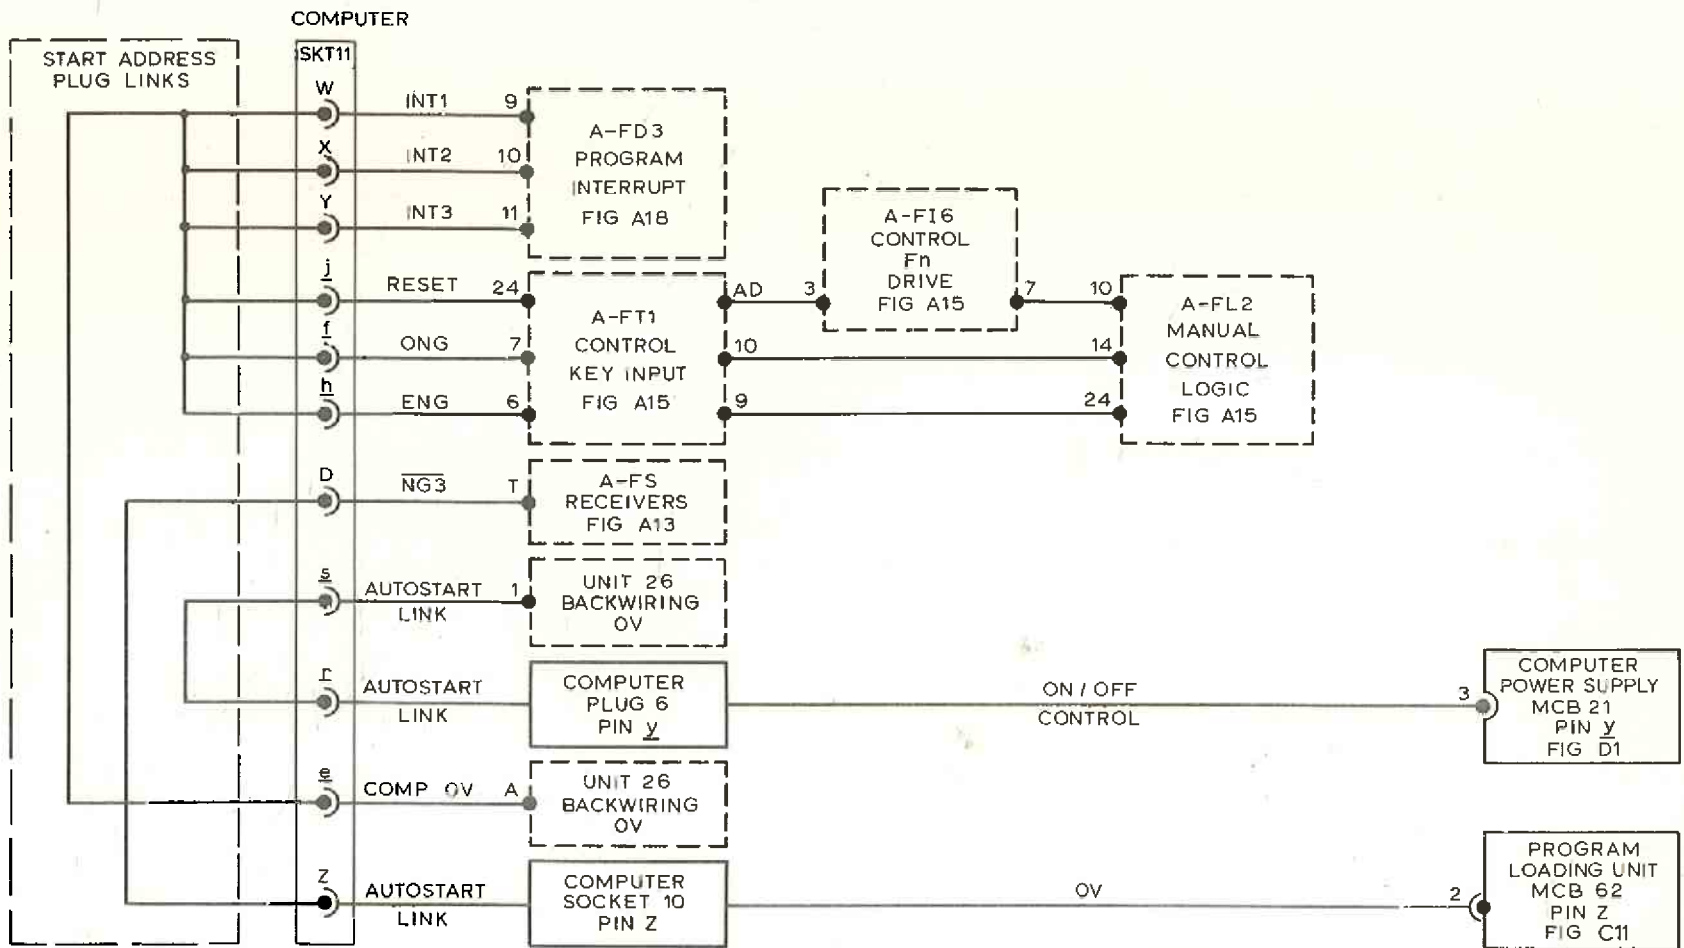 COMPUTER
START ADDRESS
PLUG LINKS
SKT11
W
INT1
9
X
INT2
10
Y
INT3
11
A-FD3
PROGRAM
INTERRUPT
FIG A18
j
RESET
24
f
ONG
7
h
ENG
6
A-FT1
CONTROL
KEY INPUT
FIG A15
AD
3
10
9
A-FI6
CONTROL
Fn
DRIVE
FIG A15
7
10
14
24
A-FL2
MANUAL
CONTROL
LOGIC
FIG A15
D
NG3
T
A-FS
RECEIVERS
FIG A13
s
AUTOSTART
LINK
1
UNIT 26
BACKWIRING
OV
r
AUTOSTART
LINK
COMPUTER
PLUG 6
PIN y
ON / OFF
CONTROL
3
COMPUTER
POWER SUPPLY
MCB 21
PIN y
FIG D1
e
COMP OV
A
UNIT 26
BACKWIRING
OV
Z
AUTOSTART
LINK
COMPUTER
SOCKET 10
PIN Z
OV
2
PROGRAM
LOADING UNIT
MCB 62
PIN Z
FIG C11